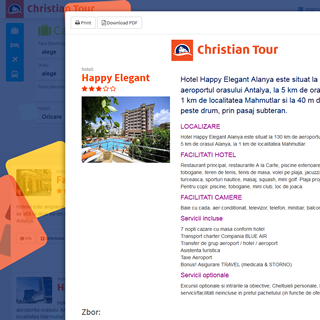 Christian Tour
Print
Download PDF
Christian Tour
hotel:
Happy Elegant
Hotel Happy Elegant Alanya este situat la
aeroportul orasului Antalya, la 5 km de ora
1 km de localitatea Mahmutlar si la 40 m d
peste drum, prin pasaj subteran.
LOCALIZARE
Hotel Happy Elegant Alanya este situat la 130 km de aeroportul
5 km de orasul Alanya, la 1 km de localitatea Mahmutlar
FACILITATI HOTEL
Restaurant principal, restaurante A la Carte, piscine exterioare
tobogane, teren de tenis, tenis de masa, volei pe plaja, jacuzzi
turceasca, sporturi nautice, masaj, squash, mini golf. Plaja pro
Pentru copii: piscine, tobogane, mini club, loc de joaca
FACILITATI CAMERE
Baie cu cada, aer conditionat, televizor, telefon, minibar, balcon
Servicii incluse
7 nopti cazare cu masa conform hotel
Transport charter Compania BLUE AIR
Transfer de grup aeroport / hotel / aeroport
Asistenta turistica
Taxe Aeroport
Bonus! Asigurare TRAVEL (medicala & STORNO)
Servicii optionale
Excursii optionale si intrarile la obiective; Cheltuieli personale,
servicii/facilitati neincluse in pretul pachetului (in functie de ofe
Zbor:
alege
alege
Oricare